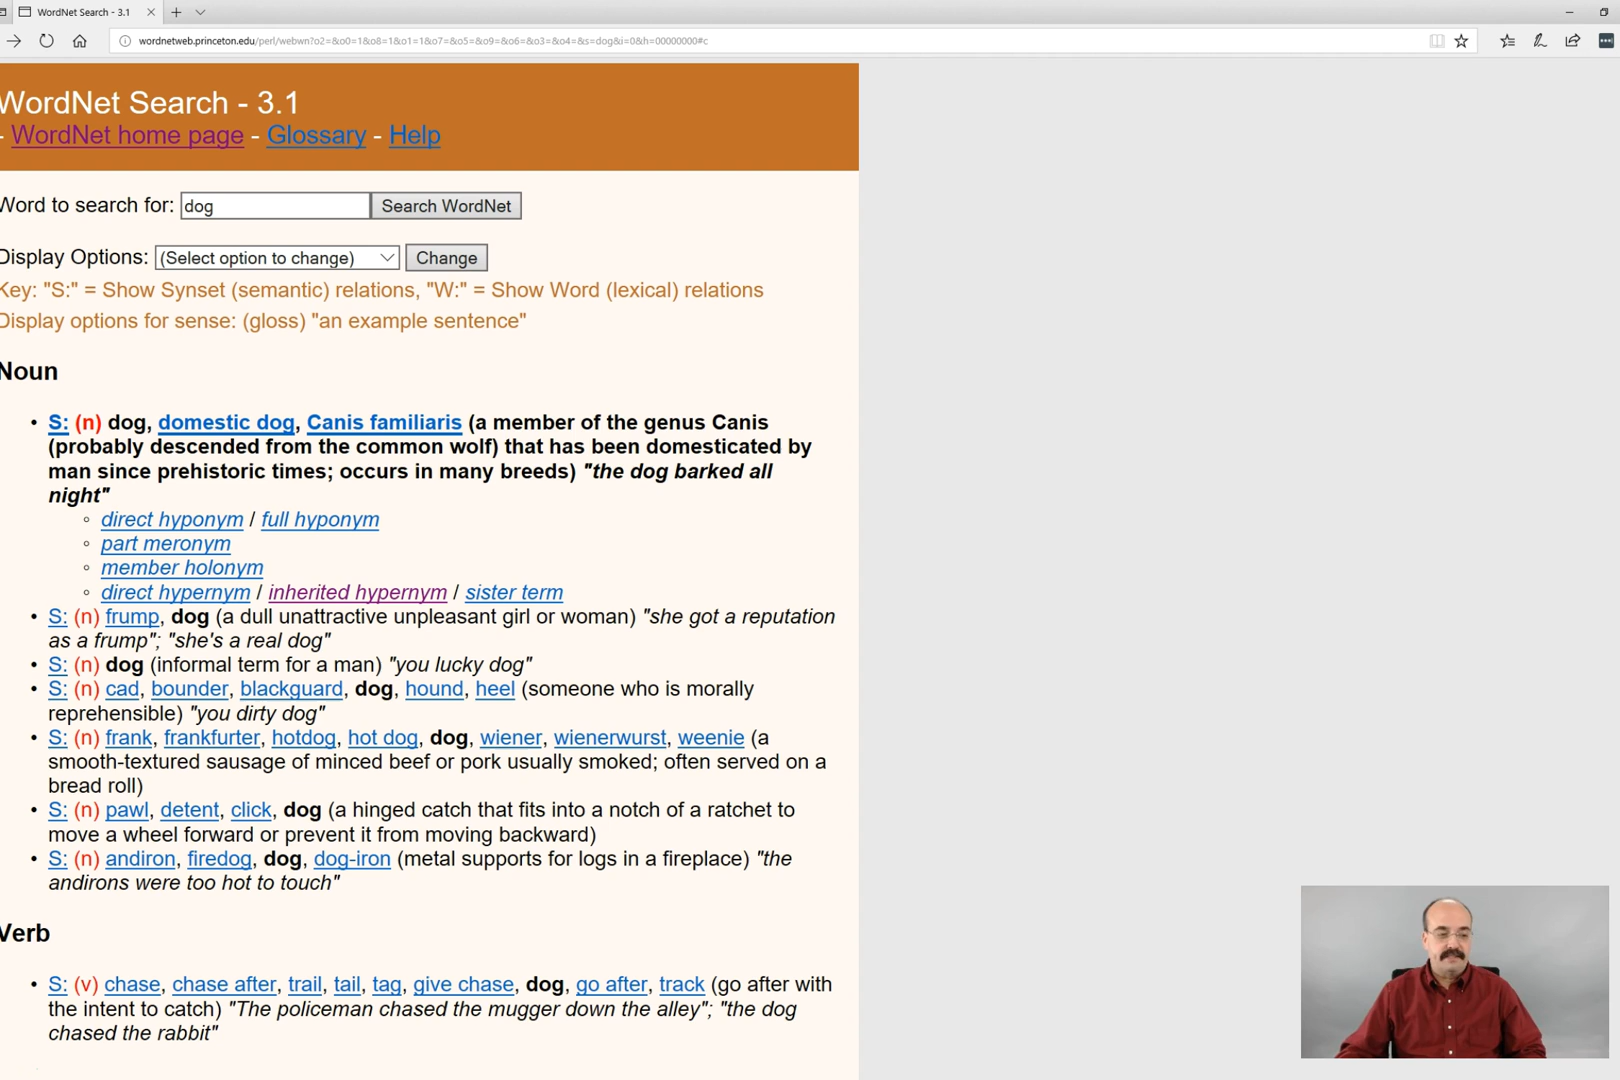 WordNet Search - 3.1
wordnetweb.princeton.edu/perl/webwn?o2=&o0=1&o8=1&o1=1&o7=&o5=&o9=&o6=&o3=&o4=&s=dog&i=0&h=00000000#c
WordNet Search - 3.1
- WordNet home page - Glossary - Help
Word to search for: dog Search WordNet
Display Options: (Select option to change) Change
Key: "S:" = Show Synset (semantic) relations, "W:" = Show Word (lexical) relations
Display options for sense: (gloss) "an example sentence"
Noun
• S: (n) dog, domestic dog, Canis familiaris (a member of the genus Canis
(probably descended from the common wolf) that has been domesticated by
man since prehistoric times; occurs in many breeds) "the dog barked all
night"
◦ direct hyponym / full hyponym
◦ part meronym
◦ member holonym
◦ direct hypernym / inherited hypernym / sister term
• S: (n) frump, dog (a dull unattractive unpleasant girl or woman) "she got a reputation
as a frump"; "she's a real dog"
• S: (n) dog (informal term for a man) "you lucky dog"
• S: (n) cad, bounder, blackguard, dog, hound, heel (someone who is morally
reprehensible) "you dirty dog"
• S: (n) frank, frankfurter, hotdog, hot dog, dog, wiener, wienerwurst, weenie (a
smooth-textured sausage of minced beef or pork usually smoked; often served on a
bread roll)
• S: (n) pawl, detent, click, dog (a hinged catch that fits into a notch of a ratchet to
move a wheel forward or prevent it from moving backward)
• S: (n) andiron, firedog, dog, dog-iron (metal supports for logs in a fireplace) "the
andirons were too hot to touch"
Verb
• S: (v) chase, chase after, trail, tail, tag, give chase, dog, go after, track (go after with
the intent to catch) "The policeman chased the mugger down the alley"; "the dog
chased the rabbit"